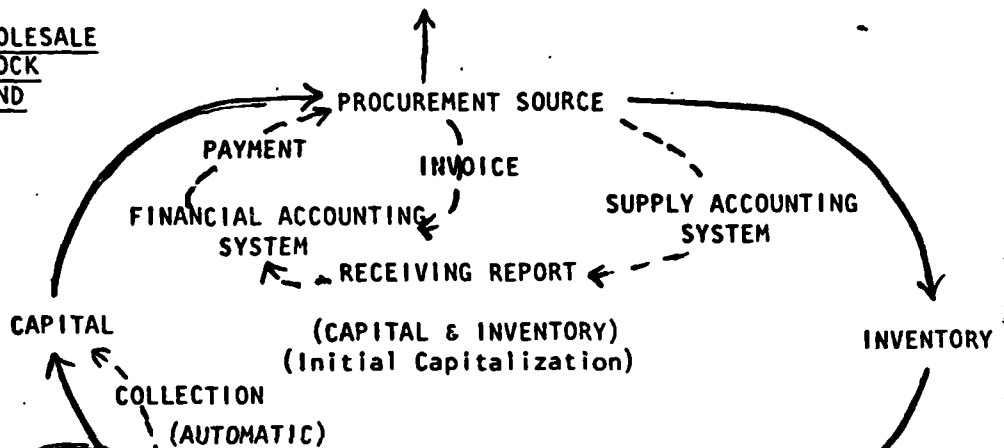 OLESALE
OCK
ND
PROCUREMENT SOURCE
PAYMENT
INVOICE
FINANCIAL ACCOUNTING
SYSTEM
SUPPLY ACCOUNTING
SYSTEM
RECEIVING REPORT
CAPITAL
(CAPITAL & INVENTORY)
(Initial Capitalization)
INVENTORY
COLLECTION
(AUTOMATIC)